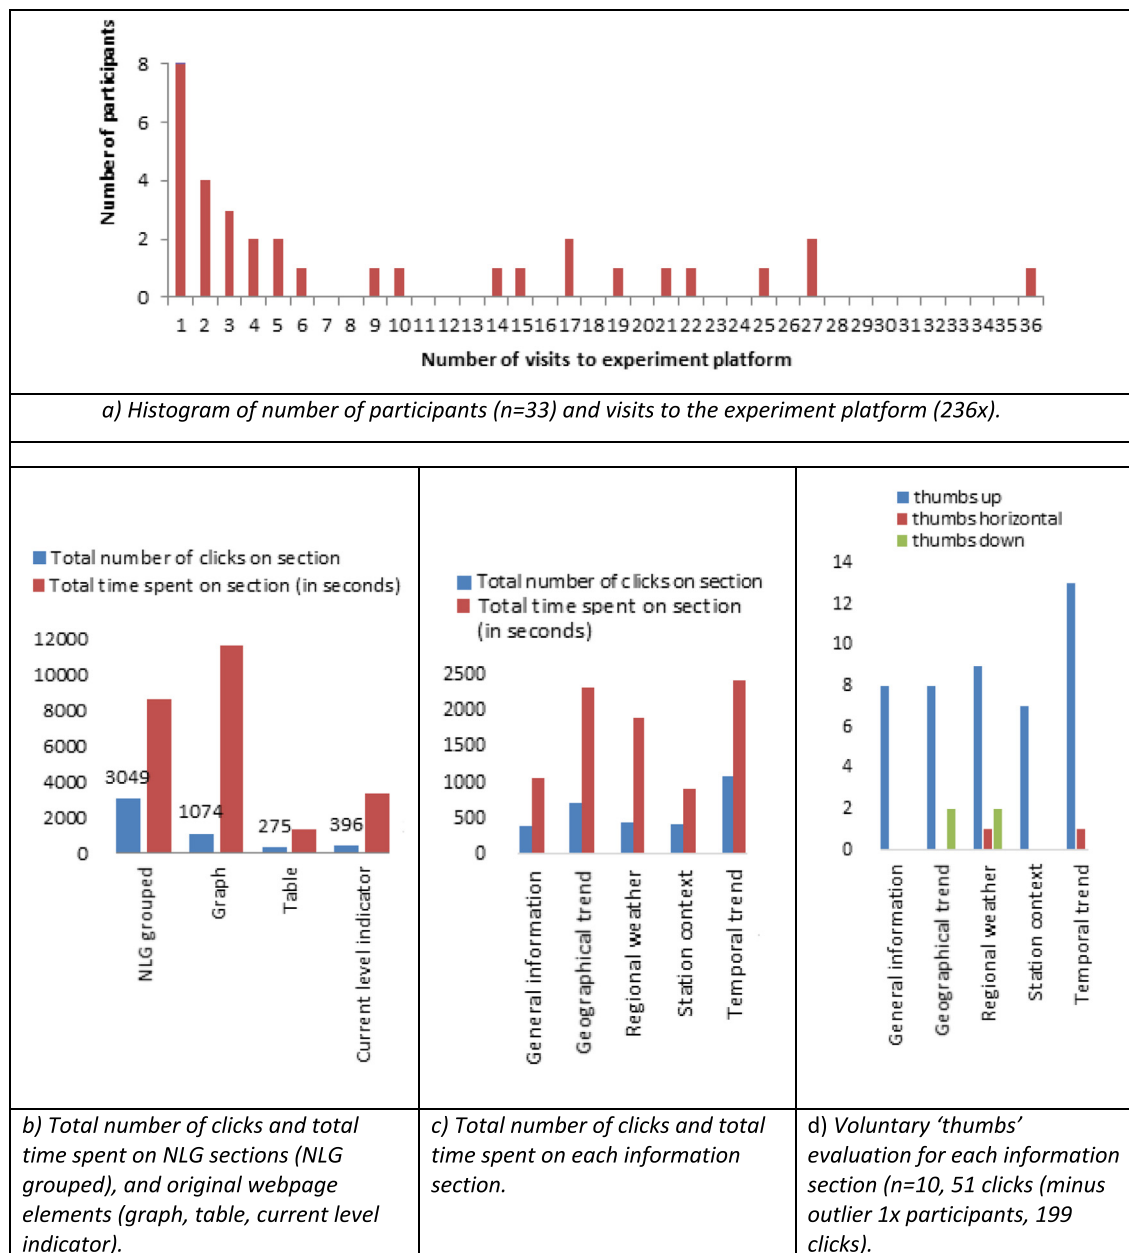 Number of participants
8
6
4
2
0
1 2 3 4 5 6 7 8 9 10 11 12 13 14 15 16 17 18 19 20 21 22 23 24 25 26 27 28 29 30 31 32 33 34 35 36
Number of visits to experiment platform
a) Histogram of number of participants (n=33) and visits to the experiment platform (236x).
Total number of clicks on section
Total time spent on section (in seconds)
12000
10000
8000
6000
4000
2000
0
3049
1074
275
396
NLG grouped
Graph
Table
Current level indicator
Total number of clicks on section
Total time spent on section
(in seconds)
2500
2000
1500
1000
500
0
General information
Geographical trend
Regional weather
Station context
Temporal trend
thumbs up
thumbs horizontal
thumbs down
14
12
10
8
6
4
2
0
General information
Geographical trend
Regional weather
Station context
Temporal trend
b) Total number of clicks and total
time spent on NLG sections (NLG
grouped), and original webpage
elements (graph, table, current level
indicator).
c) Total number of clicks and total
time spent on each information
section.
d) Voluntary ‘thumbs’
evaluation for each information
section (n=10, 51 clicks (minus
outlier 1x participants, 199
clicks).